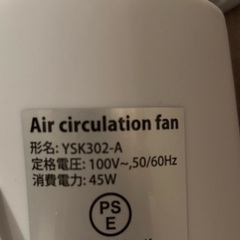 Air circulation fan
形名: YSK302-A
定格電圧: 100V~,50/60Hz
消費電力: 45W
PS
E